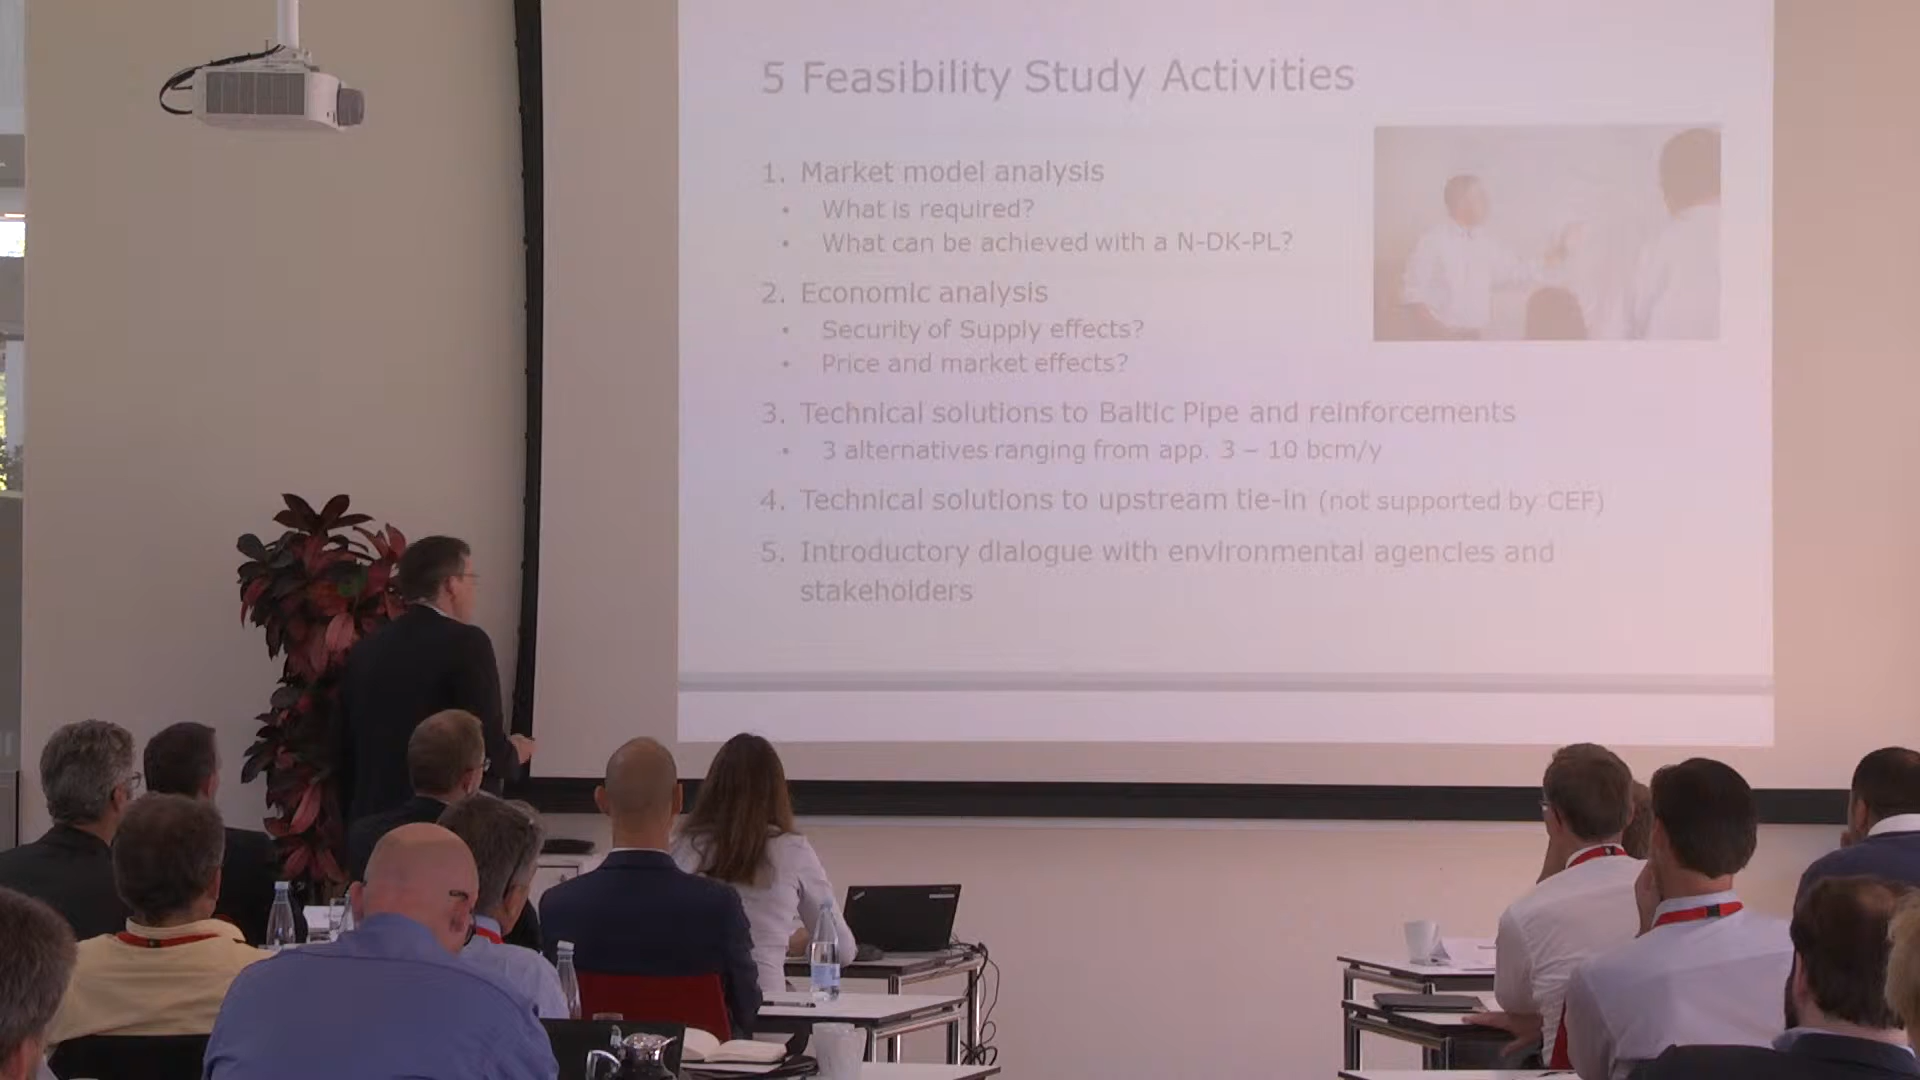 5 Feasibility Study Activities
1. Market model analysis
• What is required?
• What can be achieved with a N-DK-PL?
2. Economic analysis
• Security of Supply effects?
• Price and market effects?
3. Technical solutions to Baltic Pipe and reinforcements
• 3 alternatives ranging from app. 3 – 10 bcm/y
4. Technical solutions to upstream tie-in (not supported by CEF)
5. Introductory dialogue with environmental agencies and
stakeholders